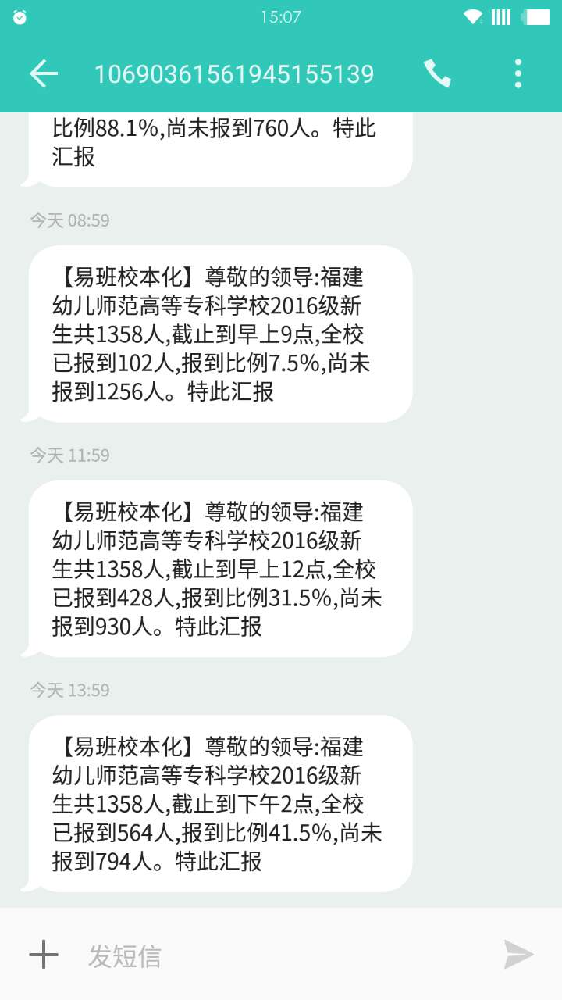 15:07
10690361561945155139
比例88.1%,尚未报到760人。特此
汇报
今天 08:59
【易班校本化】尊敬的领导:福建
幼儿师范高等专科学校2016级新
生共1358人,截止到早上9点,全校
已报到102人,报到比例7.5%,尚未
报到1256人。特此汇报
今天 11:59
【易班校本化】尊敬的领导:福建
幼儿师范高等专科学校2016级新
生共1358人,截止到早上12点,全校
已报到428人,报到比例31.5%,尚未
报到930人。特此汇报
今天 13:59
【易班校本化】尊敬的领导:福建
幼儿师范高等专科学校2016级新
生共1358人,截止到下午2点,全校
已报到564人,报到比例41.5%,尚未
报到794人。特此汇报
发短信